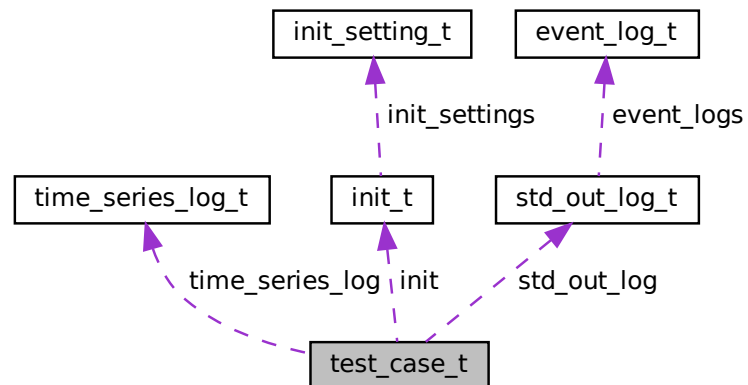 init_setting_t
event_log_t
init_settings
event_logs
time_series_log_t
init_t
std_out_log_t
time_series_log
init
std_out_log
test_case_t